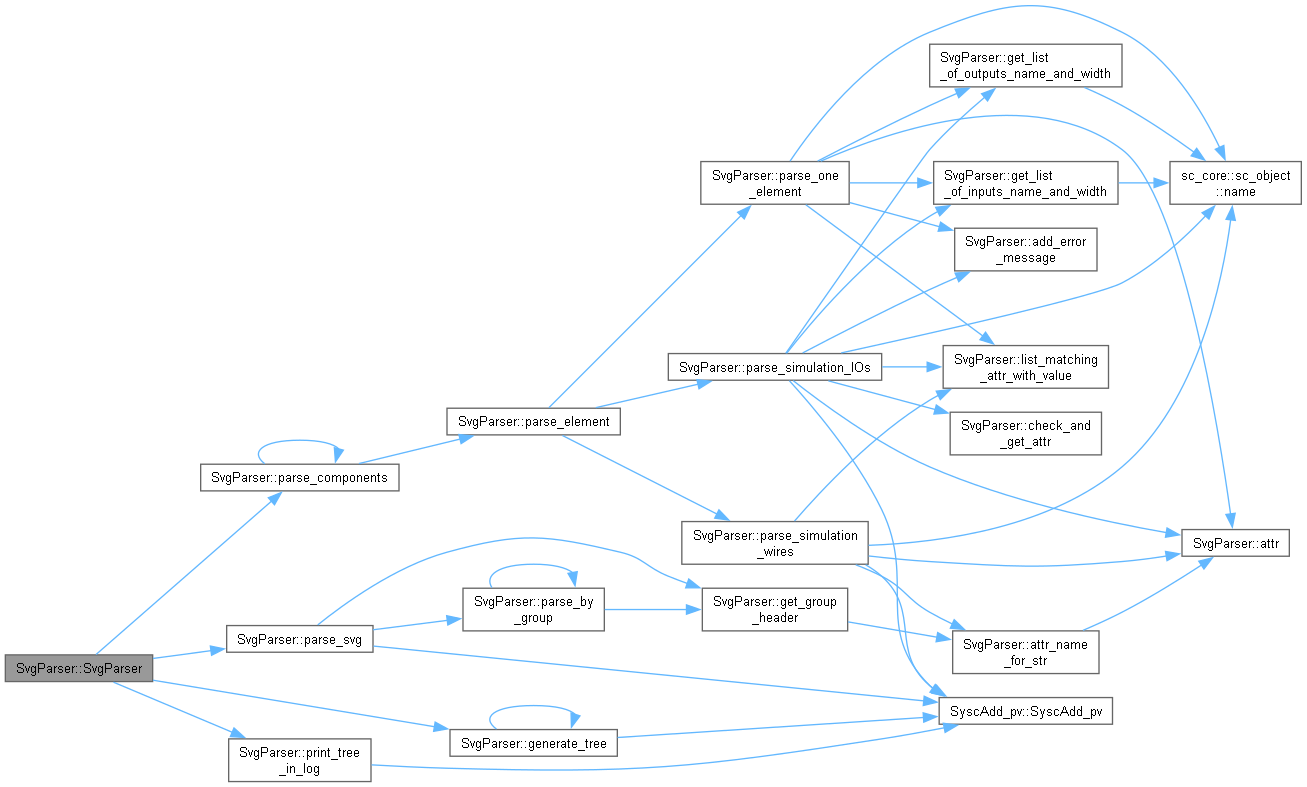 SvgParser::get_list
_of_outputs_name_and_width
SvgParser::parse_one
_element
SvgParser::get_list
_of_inputs_name_and_width
sc_core::sc_object
::name
SvgParser::add_error
_message
SvgParser::parse_simulation_IOs
SvgParser::list_matching
_attr_with_value
SvgParser::parse_element
SvgParser::check_and
_get_attr
SvgParser::parse_components
SvgParser::parse_simulation
_wires
SvgParser::attr
SvgParser::parse_by
_group
SvgParser::get_group
_header
SvgParser::parse_svg
SvgParser::attr_name
_for_str
SvgParser::SvgParser
SyscAdd_pv::SyscAdd_pv
SvgParser::generate_tree
SvgParser::print_tree
_in_log